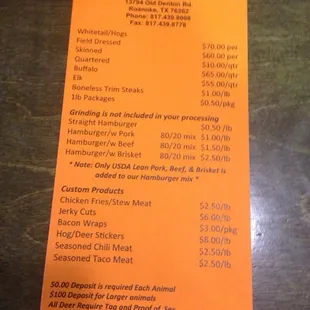 13794 Old Denton Rd.
Roanoke, TX 76262
Phone: 817.439.8008
Fax: 817.439.8778
Whitetail/Hogs
Field Dressed $70.00 per
Skinned $60.00 per
Quartered $10.00/qtr
Buffalo $65.00/qtr
Elk $55.00/qtr
Boneless Trim Steaks $1.00/lb
1lb Packages $0.50/pkg
Grinding is not included in your processing
Straight Hamburger $0.50 /lb
Hamburger/w Pork 80/20 mix $1.00/lb
Hamburger/w Beef 80/20 mix $1.50/lb
Hamburger/w Brisket 80/20 mix $2.50/lb
* Note: Only USDA Lean Pork, Beef, & Brisket is
added to our Hamburger mix *
Custom Products
Chicken Fries/Stew Meat $2.50/lb
Jerky Cuts $6.00/lb
Bacon Wraps $3.00/pkg
Hog/Deer Stickers $8.00/lb
Seasoned Chili Meat $2.50/lb
Seasoned Taco Meat $2.50/lb
50.00 Deposit is required Each Animal
$100 Deposit for Larger animals
All Deer Require Tag and Proof of Sex